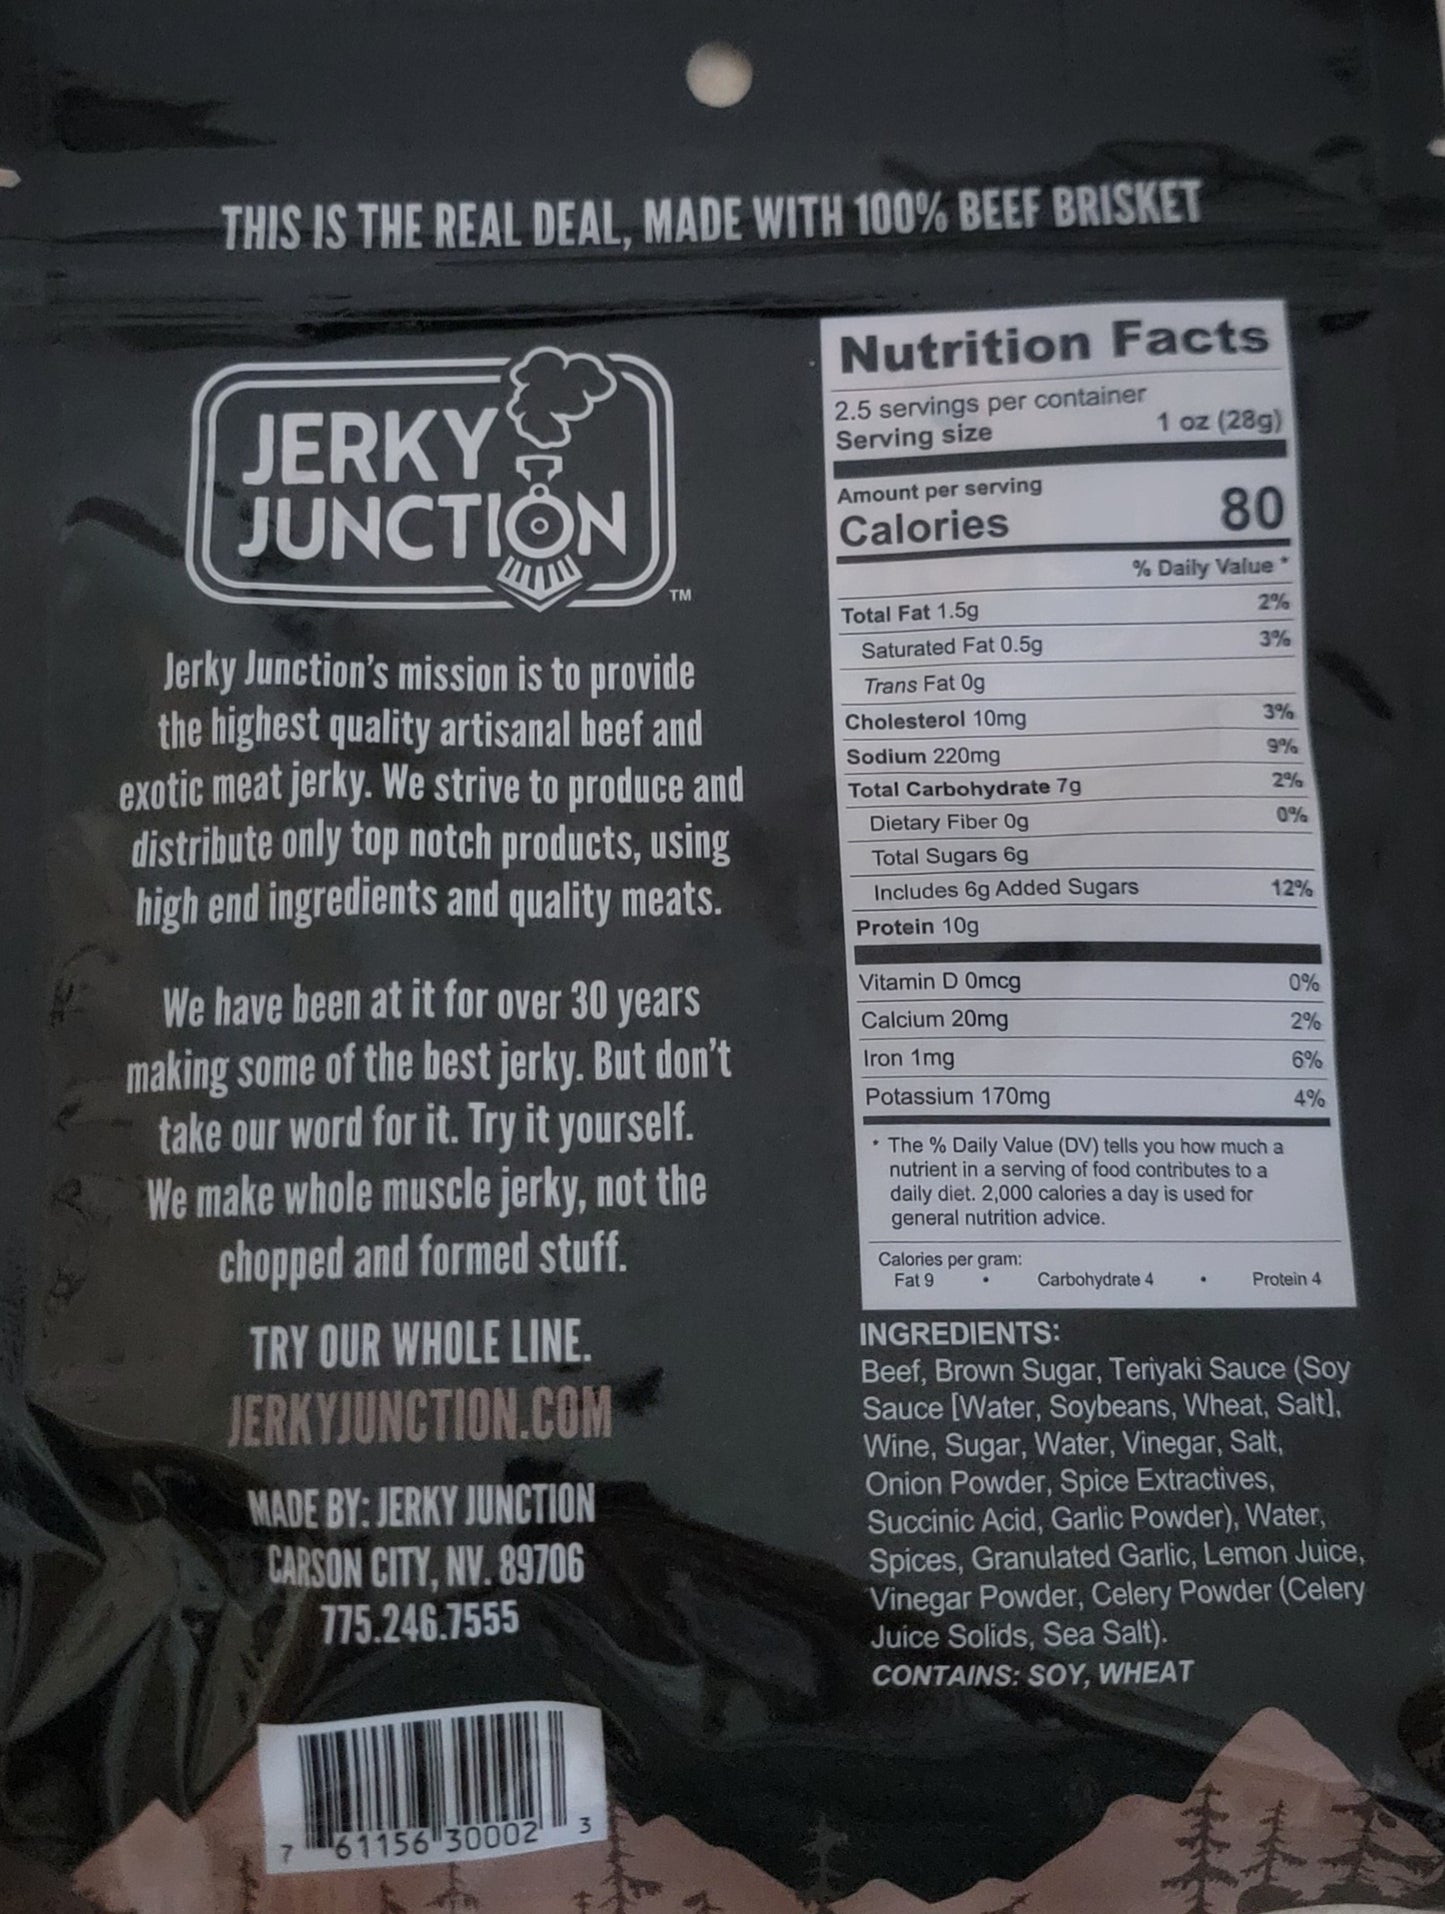 THIS IS THE REAL DEAL, MADE WITH 100% BEEF BRISKET
JERKY
JUNCTION
TM
Jerky Junction's mission is to provide
the highest quality artisanal beef and
exotic meat jerky. We strive to produce and
distribute only top notch products, using
high end ingredients and quality meats.
We have been at it for over 30 years
making some of the best jerky. But don't
take our word for it. Try it yourself.
We make whole muscle jerky, not the
chopped and formed stuff.
TRY OUR WHOLE LINE.
JERKYJUNCTION.COM
MADE BY: JERKY JUNCTION
CARSON CITY, NV. 89706
775.246.7555
7 61156 30002 3
Nutrition Facts
2.5 servings per container
Serving size 1 oz (28g)
Amount per serving
Calories 80
% Daily Value *
Total Fat 1.5g 2%
Saturated Fat 0.5g 3%
Trans Fat 0g
Cholesterol 10mg 3%
Sodium 220mg 9%
Total Carbohydrate 7g 2%
Dietary Fiber 0g 0%
Total Sugars 6g
Includes 6g Added Sugars 12%
Protein 10g
Vitamin D 0mcg 0%
Calcium 20mg 2%
Iron 1mg 6%
Potassium 170mg 4%
* The % Daily Value (DV) tells you how much a
nutrient in a serving of food contributes to a
daily diet. 2,000 calories a day is used for
general nutrition advice.
Calories per gram:
Fat 9 • Carbohydrate 4 • Protein 4
INGREDIENTS:
Beef, Brown Sugar, Teriyaki Sauce (Soy
Sauce [Water, Soybeans, Wheat, Salt],
Wine, Sugar, Water, Vinegar, Salt,
Onion Powder, Spice Extractives,
Succinic Acid, Garlic Powder), Water,
Spices, Granulated Garlic, Lemon Juice,
Vinegar Powder, Celery Powder (Celery
Juice Solids, Sea Salt).
CONTAINS: SOY, WHEAT